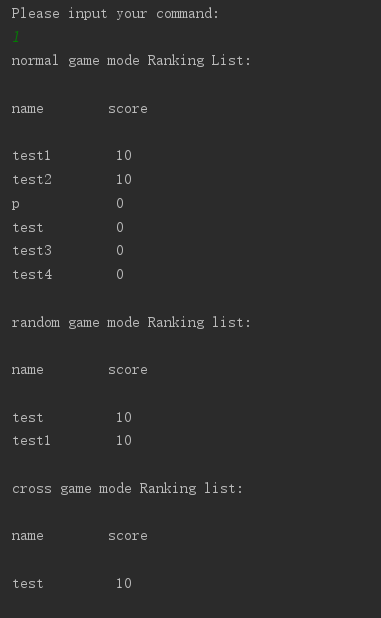 Please input your command:
1
normal game mode Ranking List:
name score
test1 10
test2 10
p 0
test 0
test3 0
test4 0
random game mode Ranking list:
name score
test 10
test1 10
cross game mode Ranking list:
name score
test 10